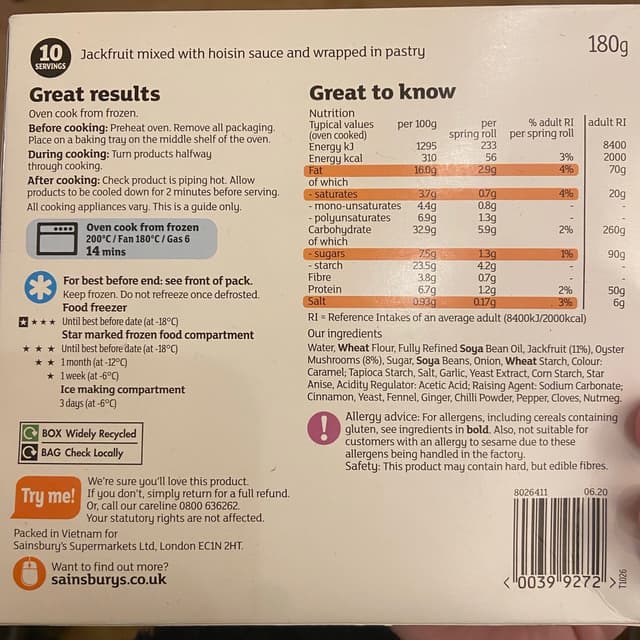 10
SERVINGS
Jackfruit mixed with hoisin sauce and wrapped in pastry
180g
Great results
Oven cook from frozen.
Before cooking: Preheat oven. Remove all packaging.
Place on a baking tray on the middle shelf of the oven.
During cooking: Turn products halfway
through cooking.
After cooking: Check product is piping hot. Allow
products to be cooled down for 2 minutes before serving.
All cooking appliances vary. This is a guide only.
Oven cook from frozen
200°C / Fan 180°C / Gas 6
14 mins
For best before end: see front of pack.
Keep frozen. Do not refreeze once defrosted.
Food freezer
Until best before date (at -18°C)
Star marked frozen food compartment
Until best before date (at -18°C)
1 month (at -12°C)
1 week (at -6°C)
Ice making compartment
3 days (at -6°C)
BOX Widely Recycled
BAG Check Locally
Try me!
We're sure you'll love this product.
If you don't, simply return for a full refund.
Or, call our careline 0800 636262.
Your statutory rights are not affected.
Packed in Vietnam for
Sainsbury's Supermarkets Ltd, London EC1N 2HT.
Want to find out more?
sainsburys.co.uk
Great to know
Nutrition
Typical values per 100g per % adult RI adult RI
(oven cooked) spring roll per spring roll
Energy kJ 1295 233 8400
Energy kcal 310 56 3% 2000
Fat 16.0g 2.9g 4% 70g
of which
- saturates 3.7g 0.7g 4% 20g
- mono-unsaturates 4.4g 0.8g - -
- polyunsaturates 6.9g 1.3g - -
Carbohydrate 32.9g 5.9g 2% 260g
of which
- sugars 7.5g 1.3g 1% 90g
- starch 23.5g 4.2g - -
Fibre 3.8g 0.7g - -
Protein 6.7g 1.2g 2% 50g
Salt 0.93g 0.17g 3% 6g
RI = Reference Intakes of an average adult (8400kJ/2000kcal)
Our ingredients
Water, Wheat Flour, Fully Refined Soya Bean Oil, Jackfruit (11%), Oyster
Mushrooms (8%), Sugar, Soya Beans, Onion, Wheat Starch, Colour:
Caramel; Tapioca Starch, Salt, Garlic, Yeast Extract, Corn Starch, Star
Anise, Acidity Regulator: Acetic Acid; Raising Agent: Sodium Carbonate;
Cinnamon, Yeast, Fennel, Ginger, Chilli Powder, Pepper, Cloves, Nutmeg.
Allergy advice: For allergens, including cereals containing
gluten, see ingredients in bold. Also, not suitable for
customers with an allergy to sesame due to these
allergens being handled in the factory.
Safety: This product may contain hard, but edible fibres.
8026411 06.20
< 0039 9272 >
T1026